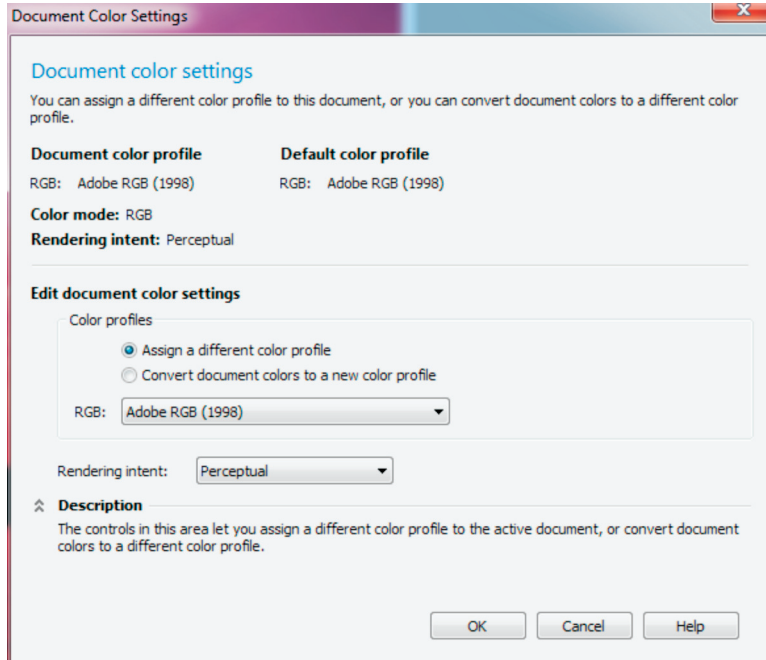 Document Color Settings
Document color settings
You can assign a different color profile to this document, or you can convert document colors to a different color
profile.
Document color profile Default color profile
RGB: Adobe RGB (1998) RGB: Adobe RGB (1998)
Color mode: RGB
Rendering intent: Perceptual
Edit document color settings
Color profiles
Assign a different color profile
Convert document colors to a new color profile
RGB: Adobe RGB (1998)
Rendering intent: Perceptual
Description
The controls in this area let you assign a different color profile to the active document, or convert document
colors to a different color profile.
OK Cancel Help